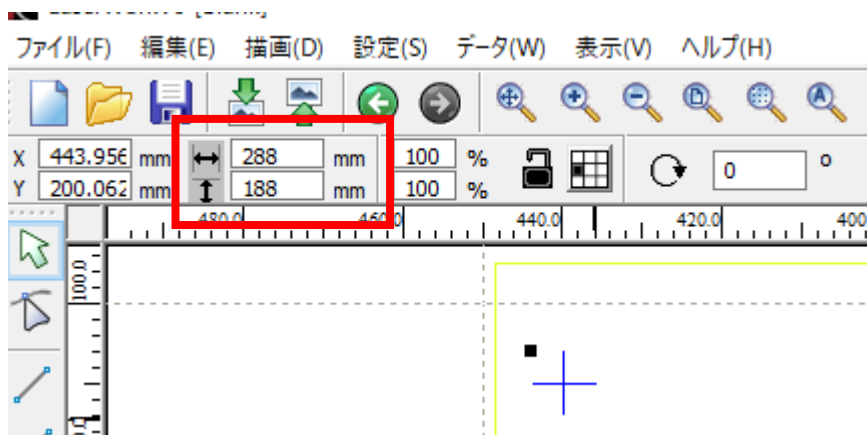 ファイル(F) 編集(E) 描画(D) 設定(S) データ(W) 表示(V) ヘルプ(H)
X 443.956 mm 288 mm 100 %
Y 200.062 mm 188 mm 100 % 0 °
480.0 460.0 440.0 420.0 400
100.0